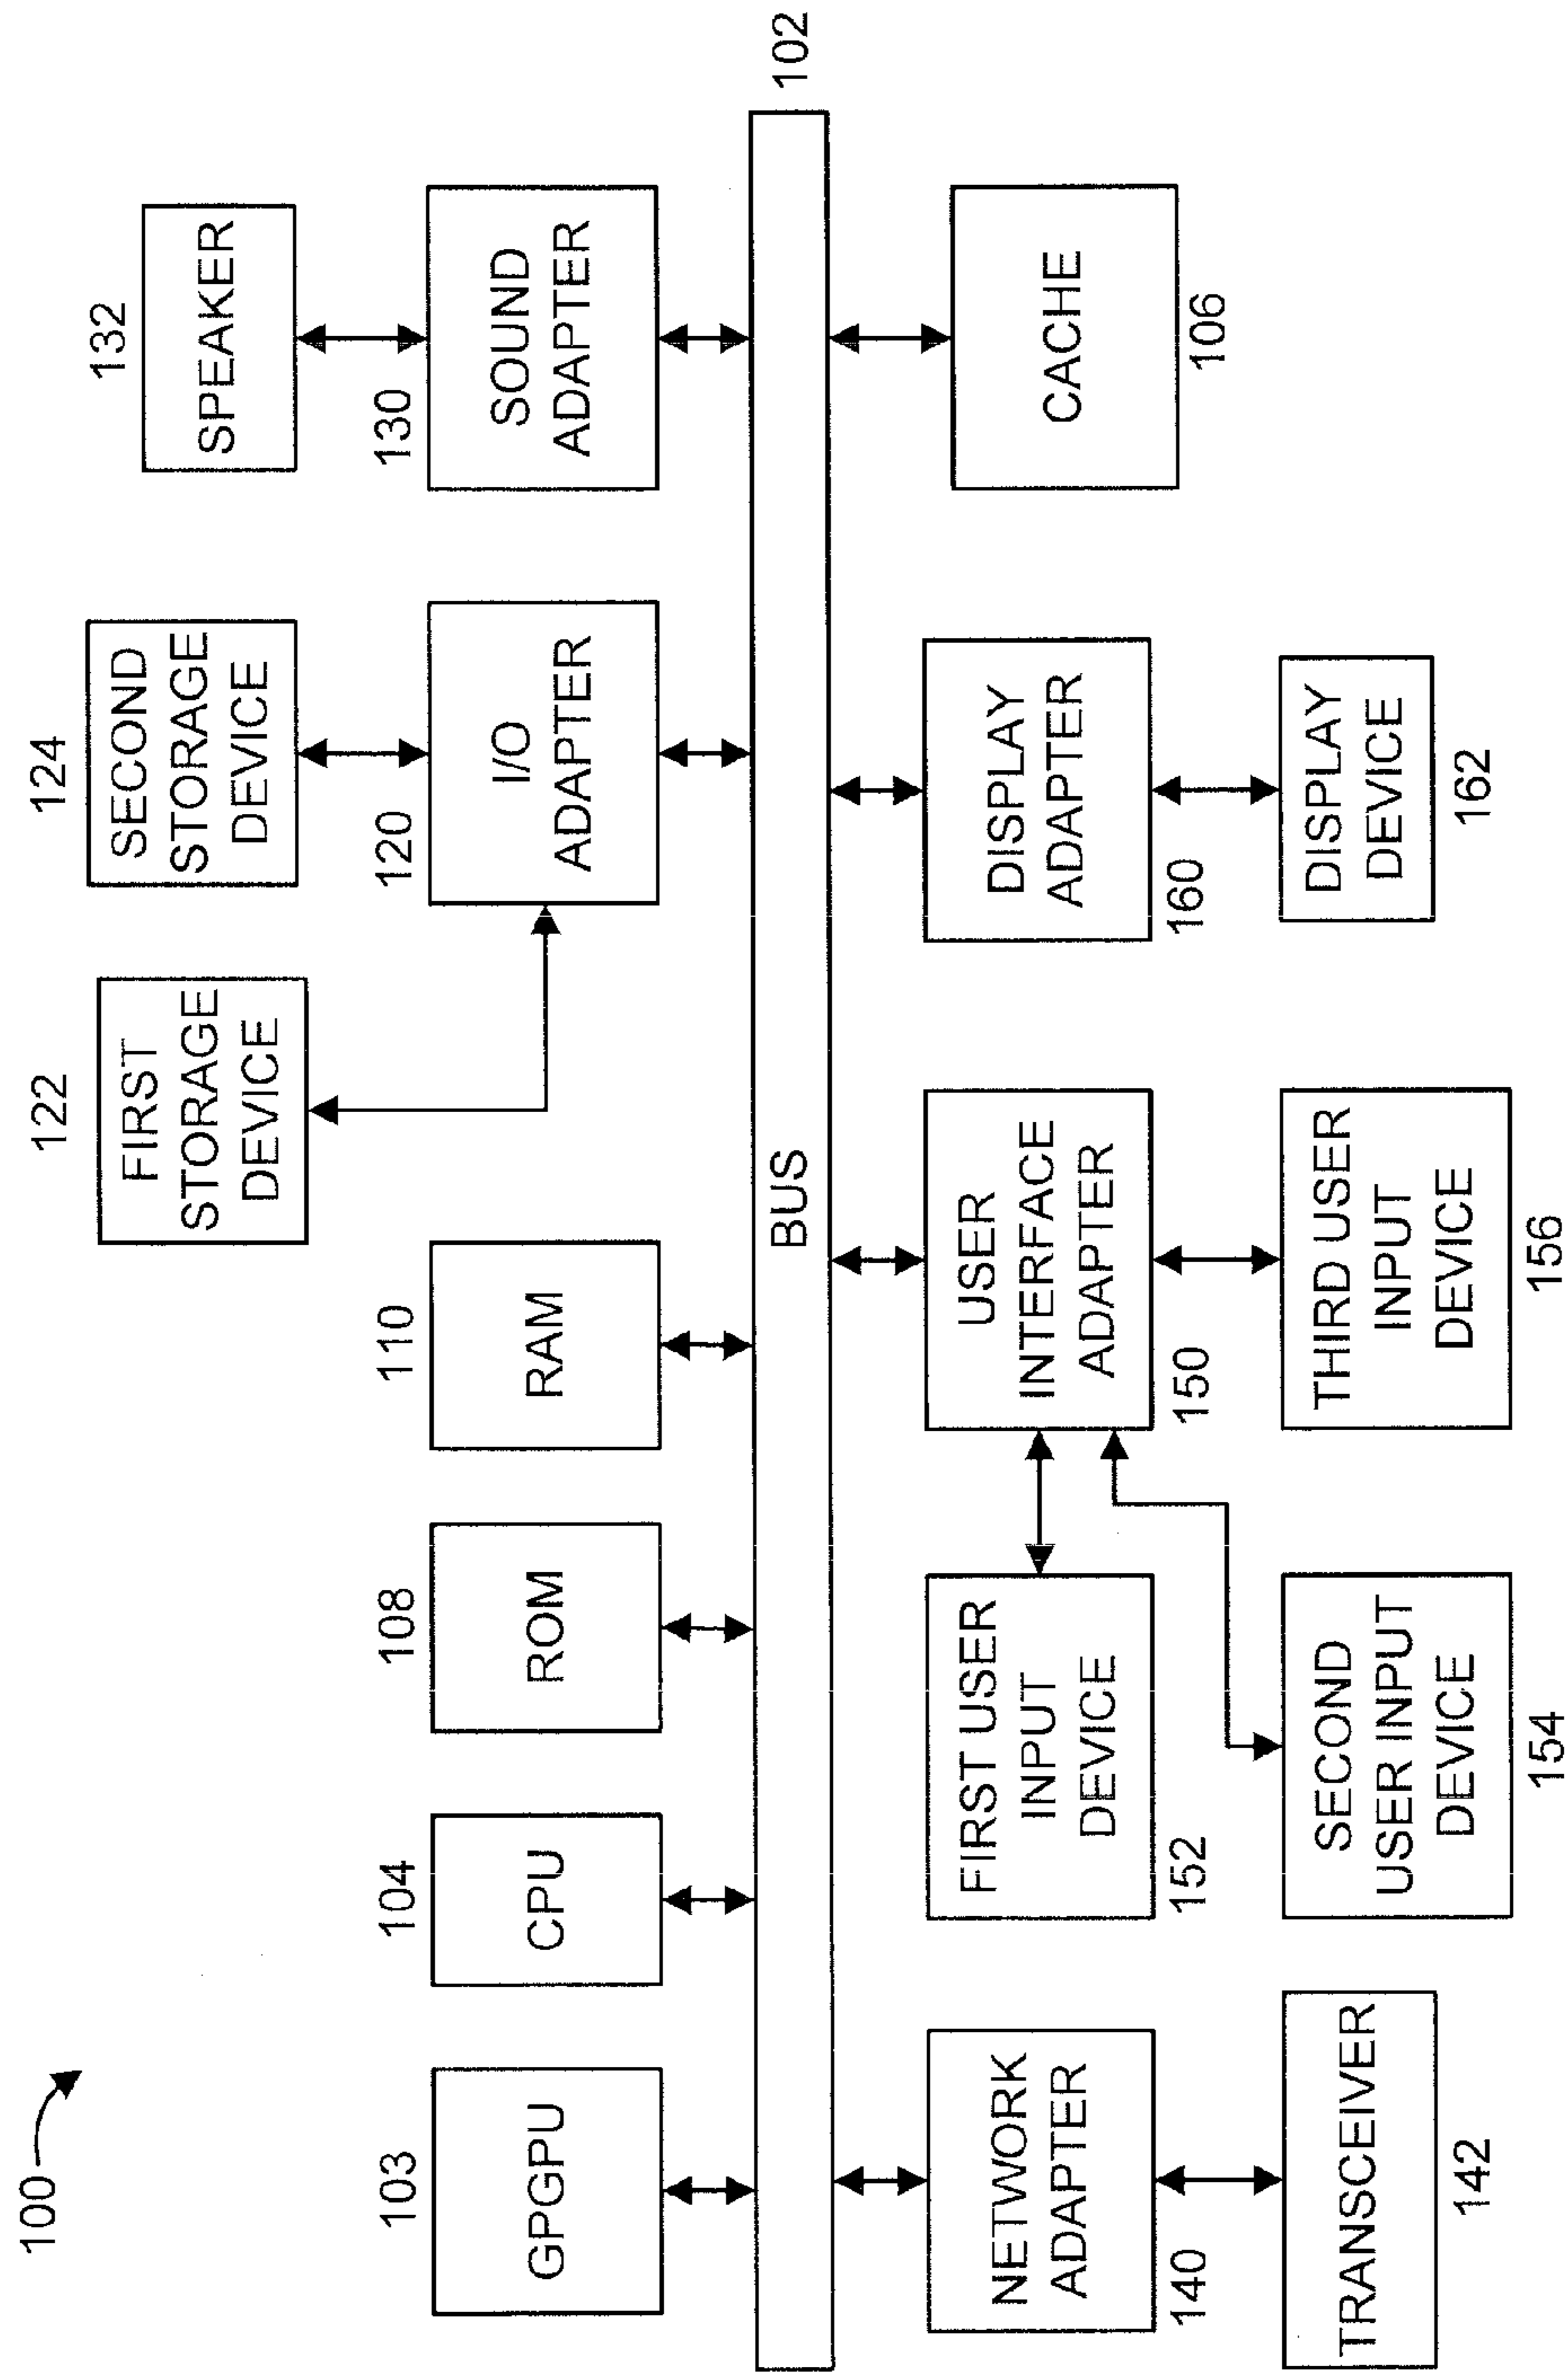 100
122
FIRST
STORAGE
DEVICE
124
SECOND
STORAGE
DEVICE
132
SPEAKER
103
GPGPU
104
CPU
108
ROM
110
RAM
120
I/O
ADAPTER
130
SOUND
ADAPTER
BUS
102
NETWORK
ADAPTER
140
FIRST USER
INPUT
DEVICE
152
USER
INTERFACE
ADAPTER
150
DISPLAY
ADAPTER
160
CACHE
106
TRANSCEIVER
142
SECOND
USER INPUT
DEVICE
154
THIRD USER
INPUT
DEVICE
156
DISPLAY
DEVICE
162